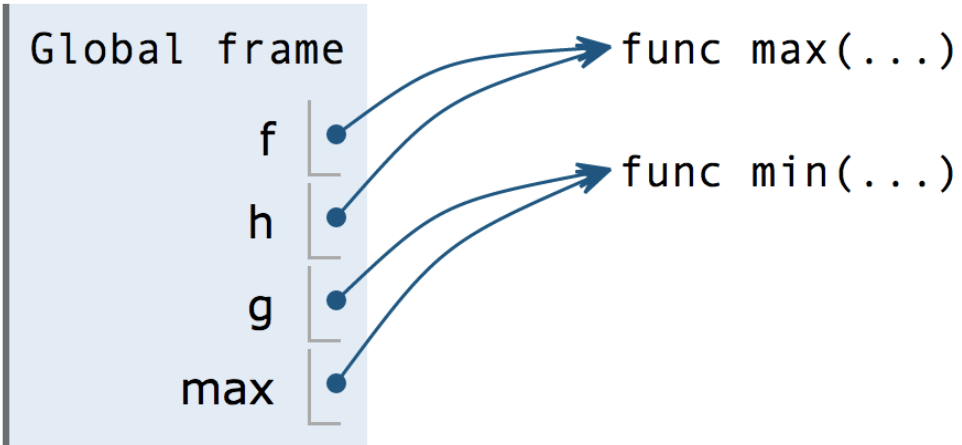 Global frame
func max(...)
f
func min(...)
h
g
max